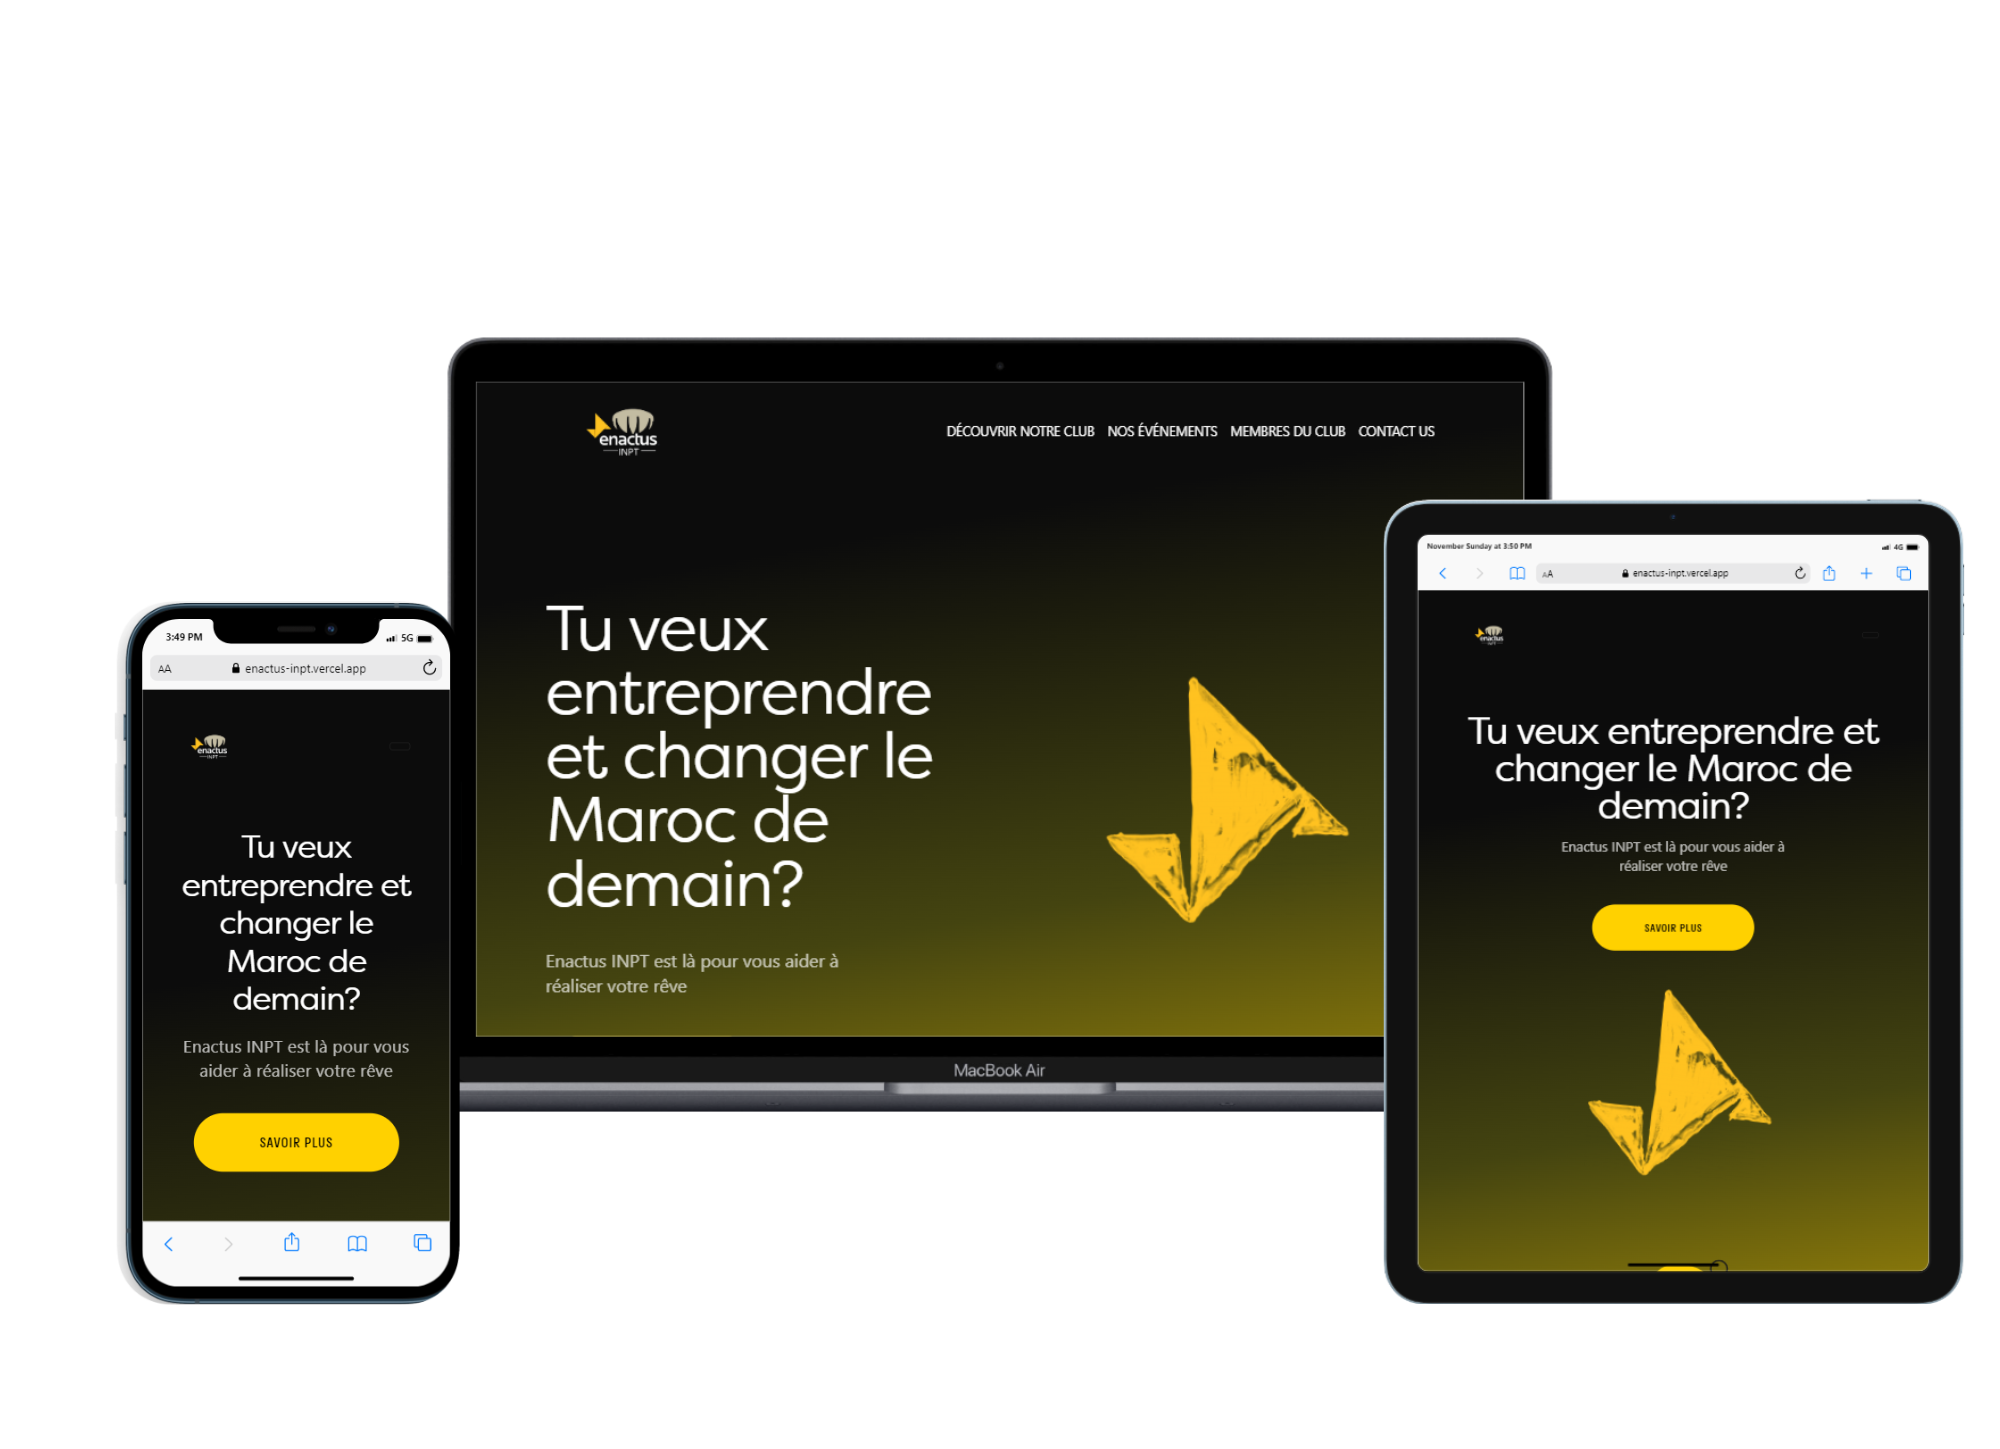 enactus
INPT
DÉCOUVRIR NOTRE CLUB NOS ÉVÉNEMENTS MEMBRES DU CLUB CONTACT US
Tu veux
entreprendre
et changer le
Maroc de
demain?
Enactus INPT est là pour vous aider à
réaliser votre rêve
MacBook Air
3:49 PM
5G
AA
enactus-inpt.vercel.app
enactus
INPT
Tu veux
entreprendre et
changer le
Maroc de
demain?
Enactus INPT est là pour vous
aider à réaliser votre rêve
SAVOIR PLUS
November Sunday at 3:50 PM
4G
AA
enactus-inpt.vercel.app
enactus
INPT
Tu veux entreprendre et
changer le Maroc de
demain?
Enactus INPT est là pour vous aider à
réaliser votre rêve
SAVOIR PLUS